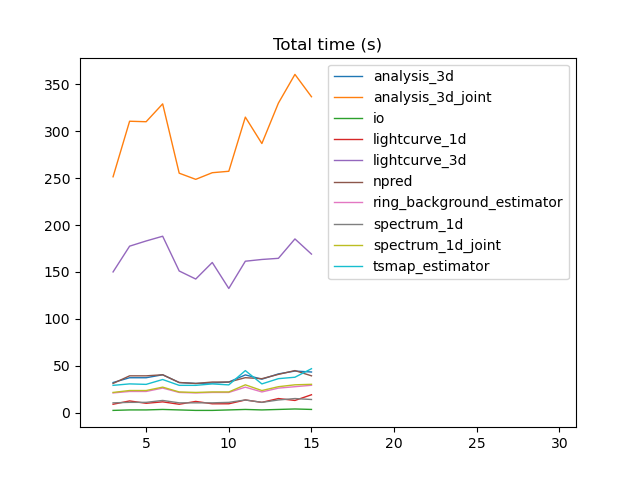 Total time (s)
350
300
250
200
150
100
50
0
5
10
15
20
25
30
analysis_3d
analysis_3d_joint
io
lightcurve_1d
lightcurve_3d
npred
ring_background_estimator
spectrum_1d
spectrum_1d_joint
tsmap_estimator